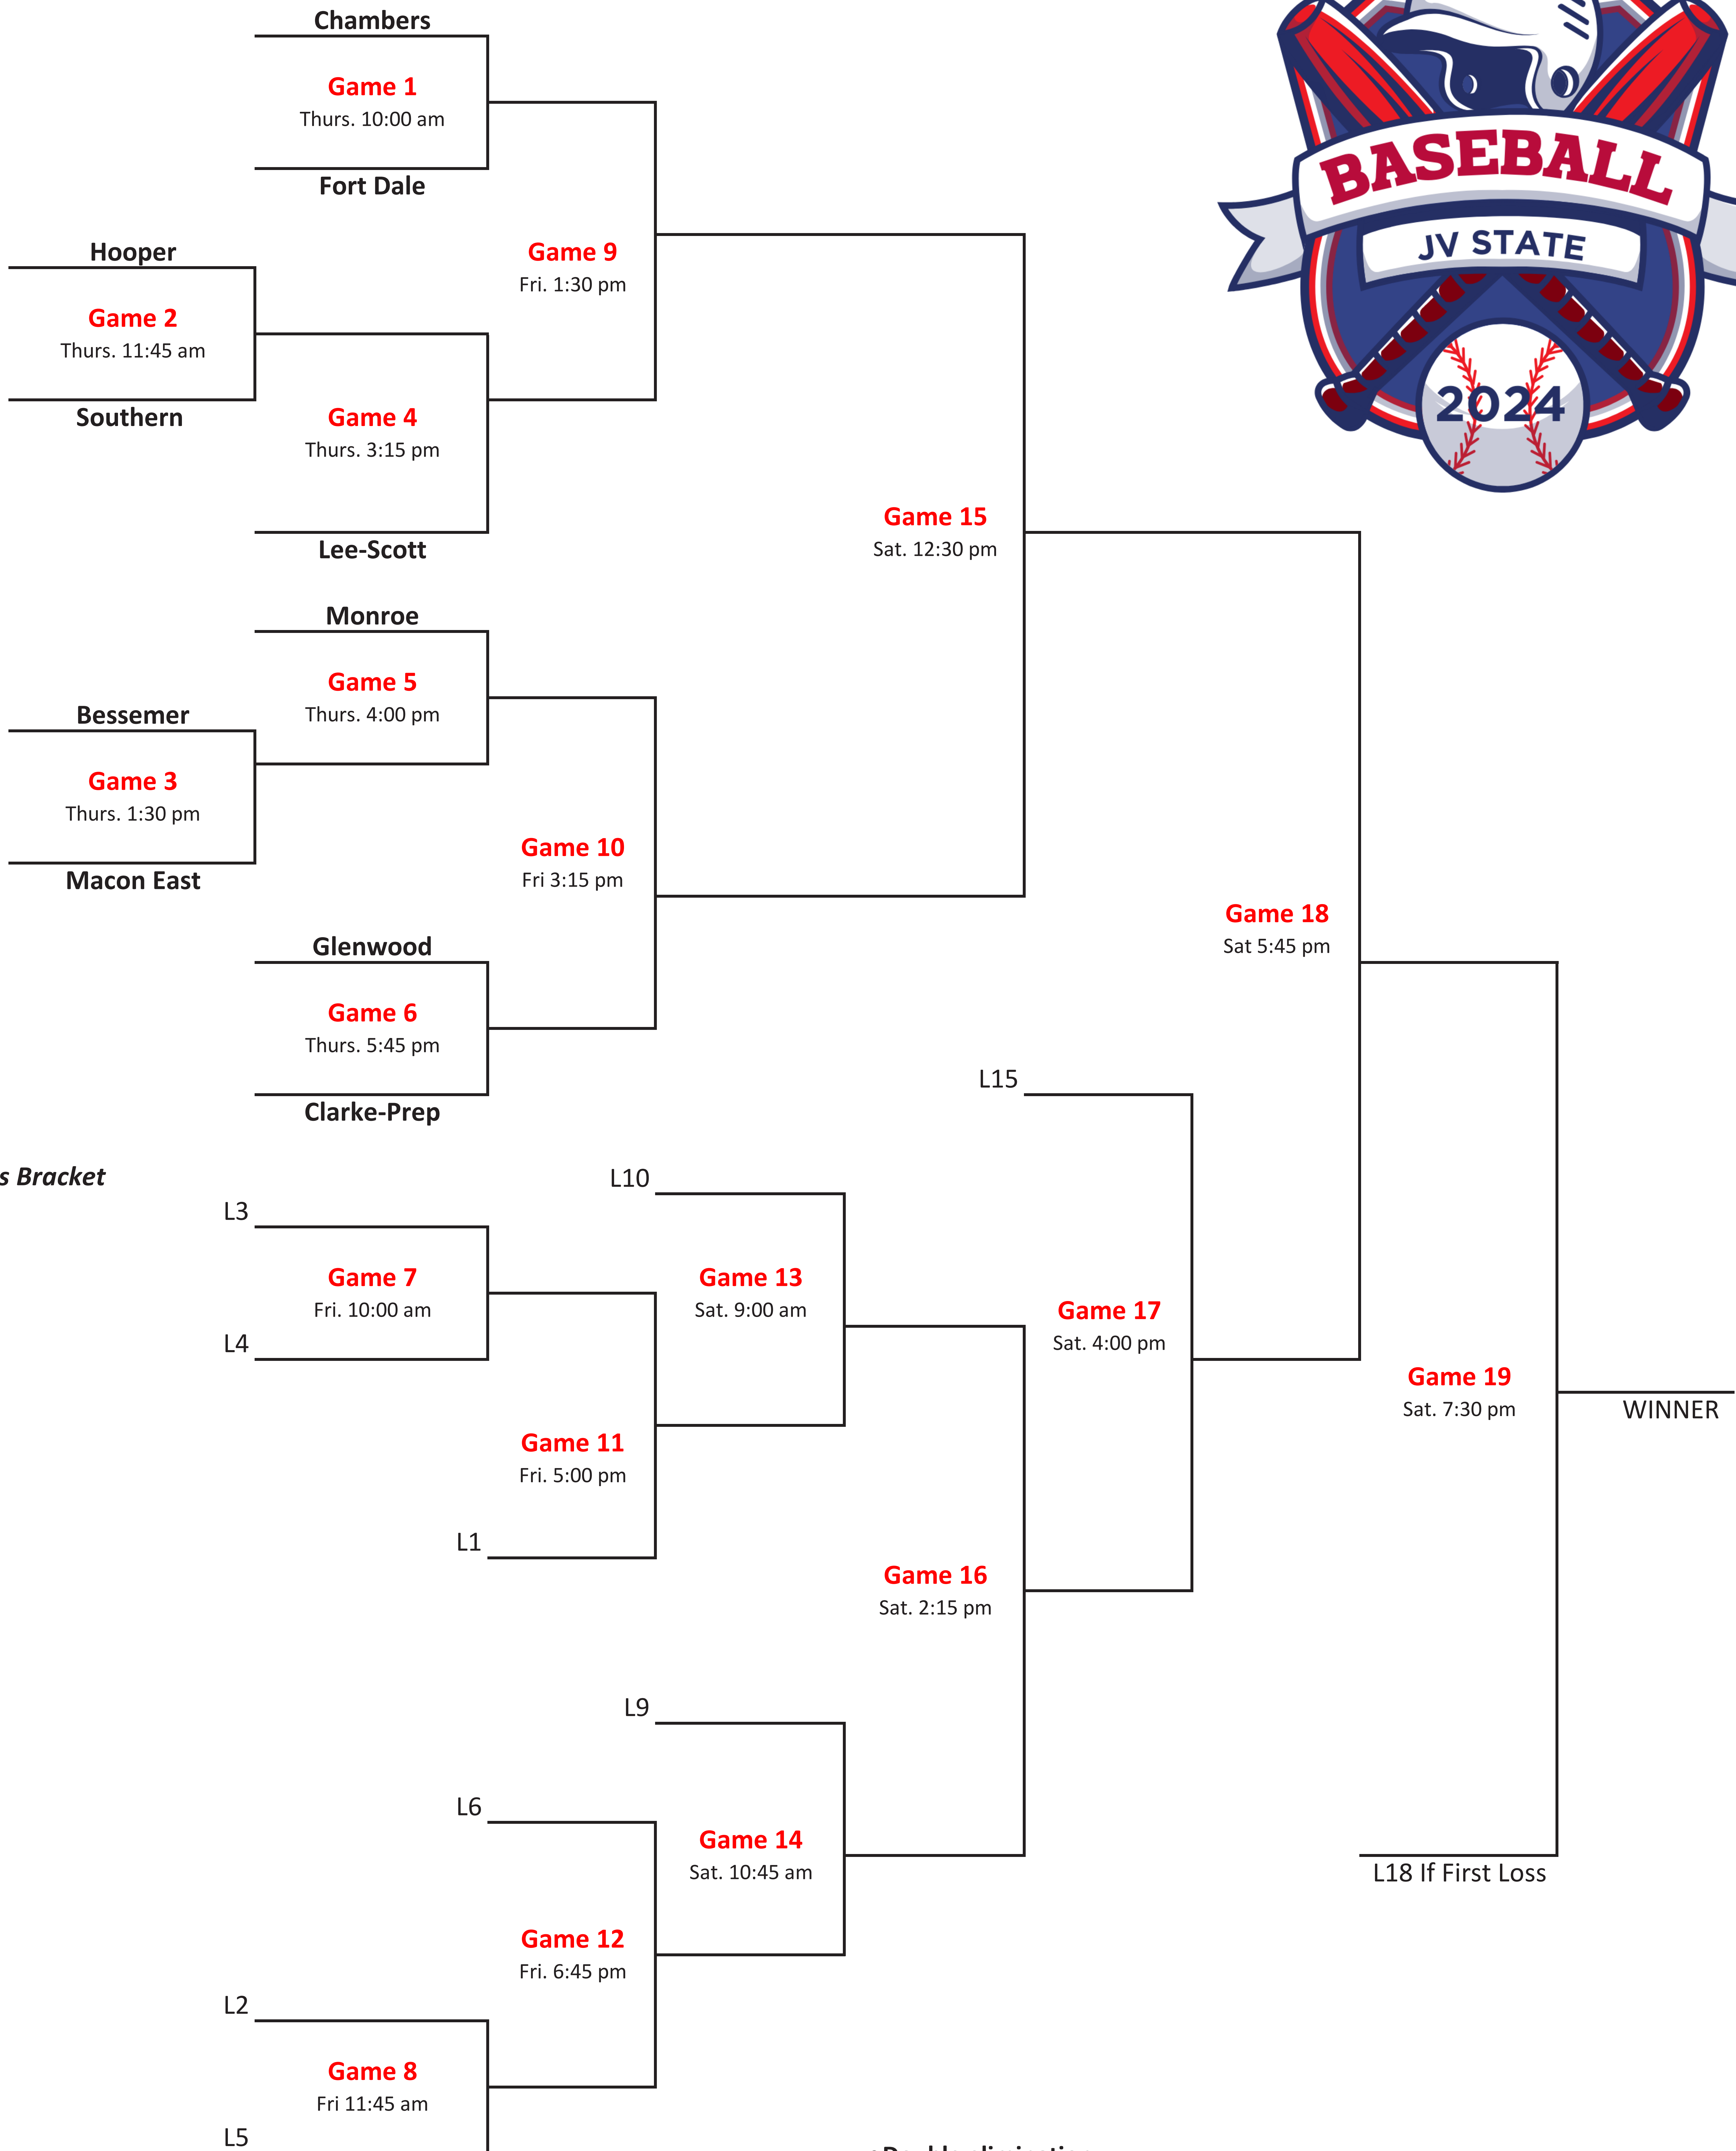 Chambers
Game 1
Thurs. 10:00 am
Fort Dale
BASEBALL
JV STATE
2024
Hooper
Game 2
Thurs. 11:45 am
Southern
Game 9
Fri. 1:30 pm
Game 4
Thurs. 3:15 pm
Lee-Scott
Game 15
Sat. 12:30 pm
Monroe
Game 5
Thurs. 4:00 pm
Bessemer
Game 3
Thurs. 1:30 pm
Macon East
Game 10
Fri 3:15 pm
Game 18
Sat 5:45 pm
Glenwood
Game 6
Thurs. 5:45 pm
Clarke-Prep
L15
s Bracket
L10
L3
Game 7
Fri. 10:00 am
L4
Game 13
Sat. 9:00 am
Game 17
Sat. 4:00 pm
Game 19
Sat. 7:30 pm
WINNER
Game 11
Fri. 5:00 pm
L1
Game 16
Sat. 2:15 pm
L9
L6
Game 14
Sat. 10:45 am
L18 If First Loss
Game 12
Fri. 6:45 pm
L2
Game 8
Fri 11:45 am
L5
Double elimination